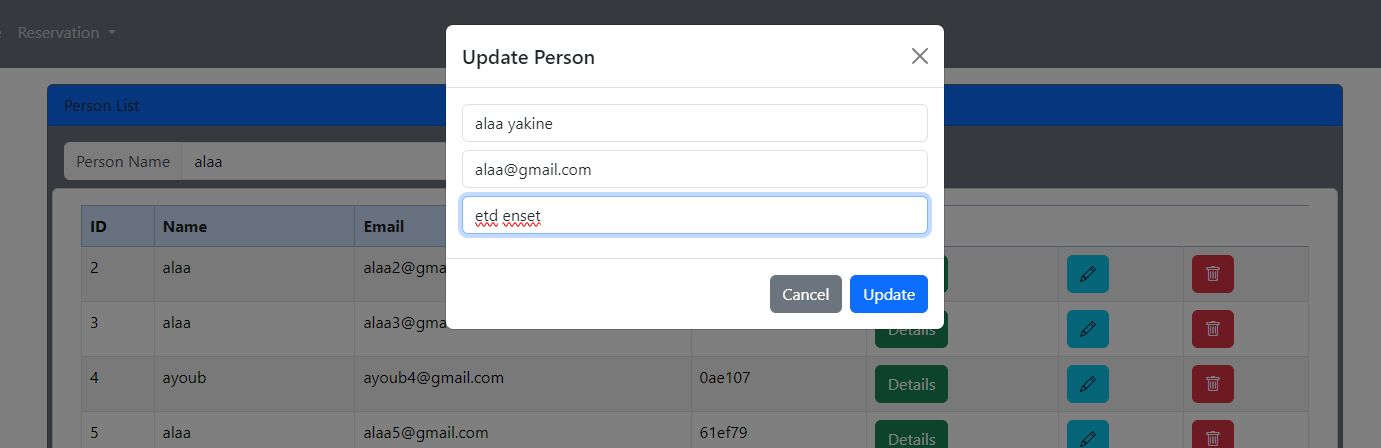 Reservation
Update Person
Person List
alaa yakine
Person Name alaa
alaa@gmail.com
etd enset
ID Name Email
2 alaa alaa2@gma
Cancel Update
3 alaa alaa3@gma Details
4 ayoub ayoub4@gmail.com 0ae107 Details
5 alaa alaa5@gmail.com 61ef79 Details